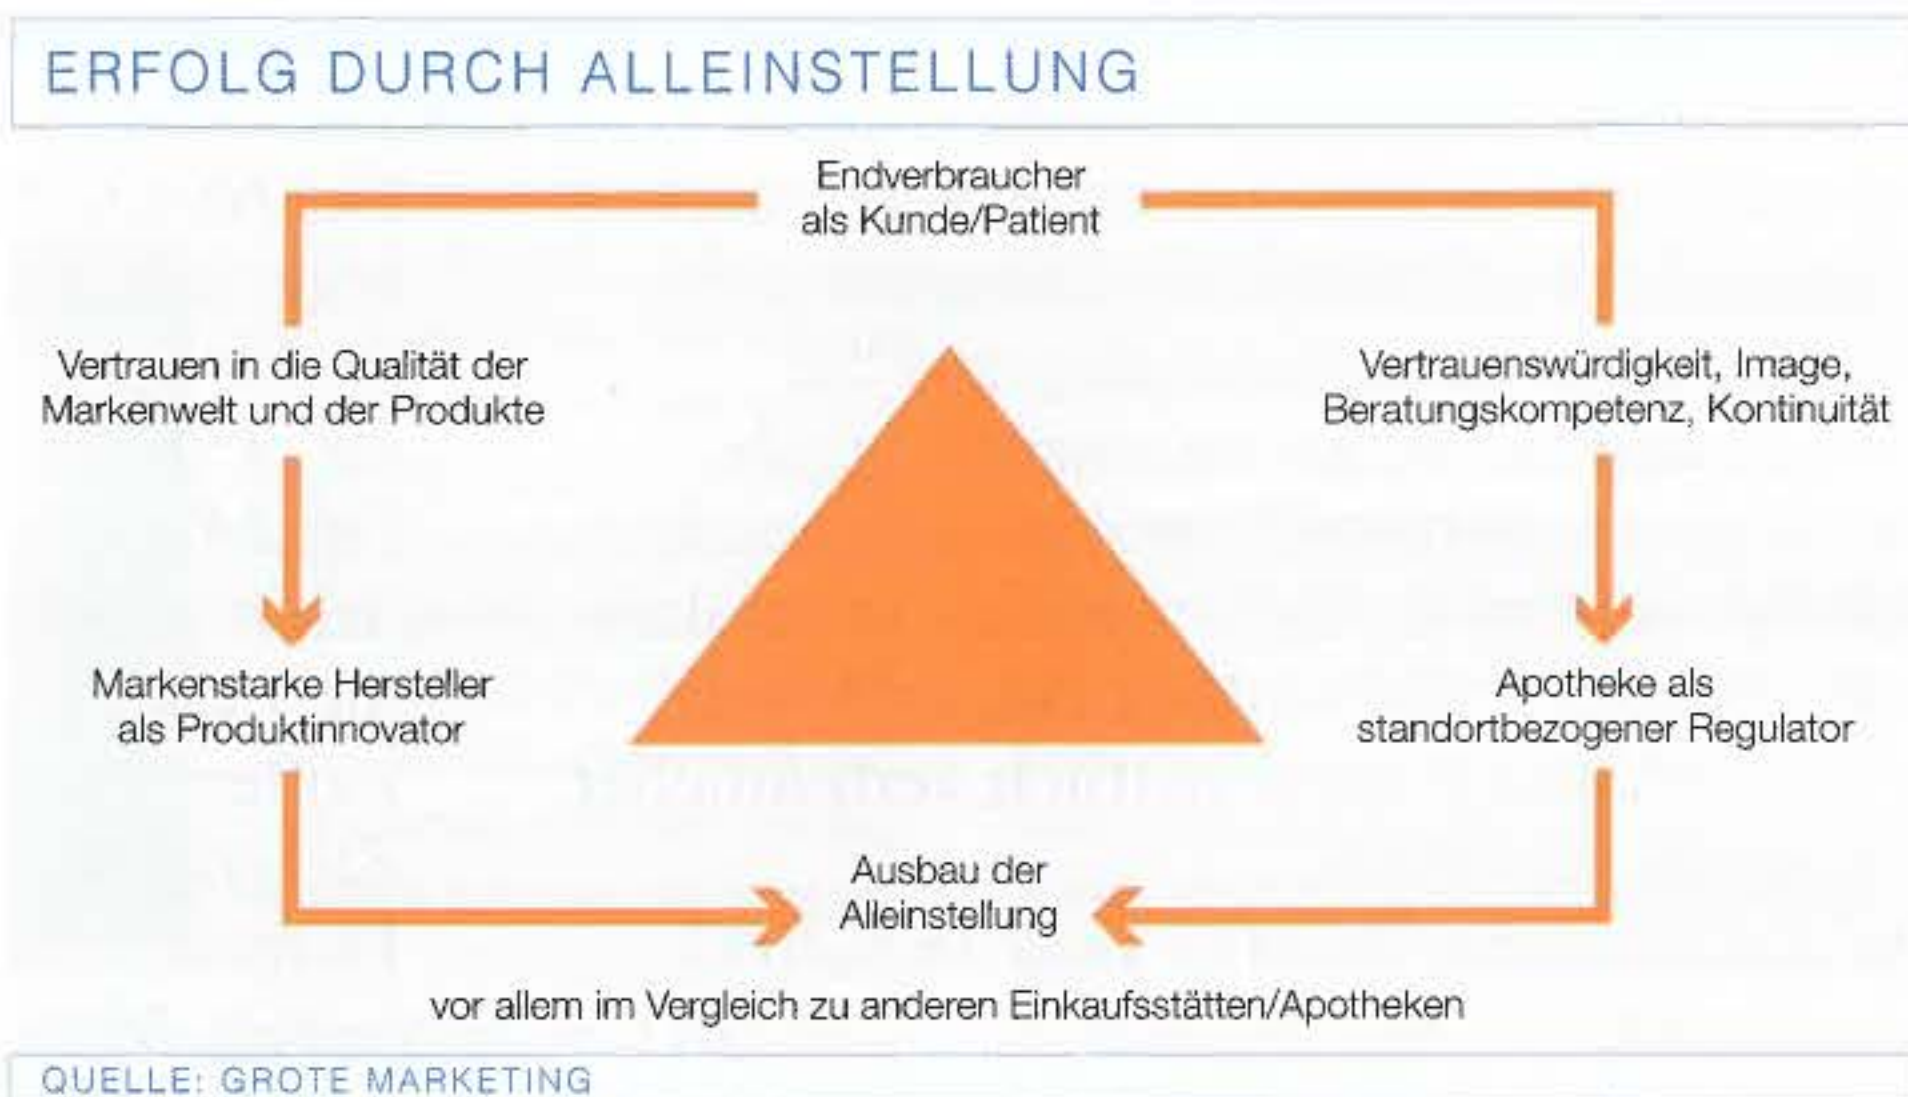 ERFOLG DURCH ALLEINSTELLUNG
Endverbraucher
als Kunde/Patient
Vertrauen in die Qualität der
Markenwelt und der Produkte
Vertrauenswürdigkeit, Image,
Beratungskompetenz, Kontinuität
Markenstarke Hersteller
als Produktinnovator
Apotheke als
standortbezogener Regulator
Ausbau der
Alleinstellung
vor allem im Vergleich zu anderen Einkaufsstätten/Apotheken
QUELLE: GROTE MARKETING